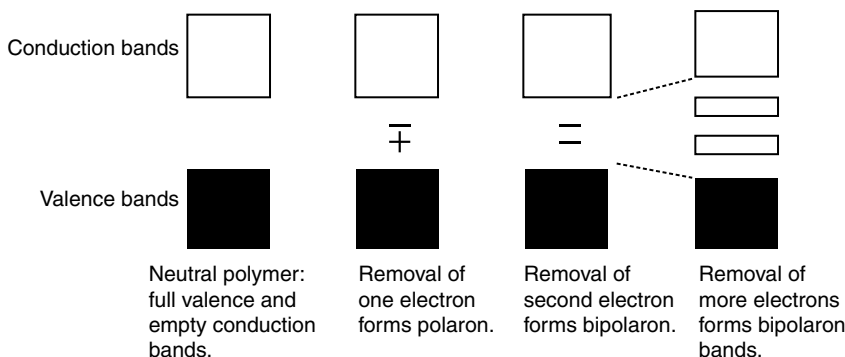 Conduction bands
Valence bands
Neutral polymer:
full valence and
empty conduction
bands.
Removal of
one electron
forms polaron.
Removal of
second electron
forms bipolaron.
Removal of
more electrons
forms bipolaron
bands.